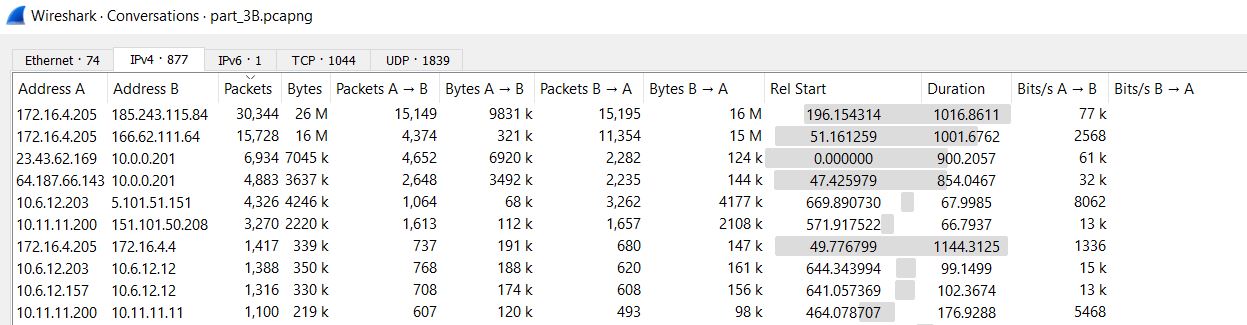 Wireshark · Conversations · part_3B.pcapng
Ethernet · 74 IPv4 · 877 IPv6 · 1 TCP · 1044 UDP · 1839
Address A Address B Packets Bytes Packets A → B Bytes A → B Packets B → A Bytes B → A Rel Start Duration Bits/s A → B Bits/s B → A
172.16.4.205 185.243.115.84 30,344 26 M 15,149 9831 k 15,195 16 M 196.154314 1016.8611 77 k
172.16.4.205 166.62.111.64 15,728 16 M 4,374 321 k 11,354 15 M 51.161259 1001.6762 2568
23.43.62.169 10.0.0.201 6,934 7045 k 4,652 6920 k 2,282 124 k 0.000000 900.2057 61 k
64.187.66.143 10.0.0.201 4,883 3637 k 2,648 3492 k 2,235 144 k 47.425979 854.0467 32 k
10.6.12.203 5.101.51.151 4,326 4246 k 1,064 68 k 3,262 4177 k 669.890730 67.9985 8062
10.11.11.200 151.101.50.208 3,270 2220 k 1,613 112 k 1,657 2108 k 571.917522 66.7937 13 k
172.16.4.205 172.16.4.4 1,417 339 k 737 191 k 680 147 k 49.776799 1144.3125 1336
10.6.12.203 10.6.12.12 1,388 350 k 768 188 k 620 161 k 644.343994 99.1499 15 k
10.6.12.157 10.6.12.12 1,316 330 k 708 174 k 608 156 k 641.057369 102.3674 13 k
10.11.11.200 10.11.11.11 1,100 219 k 607 120 k 493 98 k 464.078707 176.9288 5468